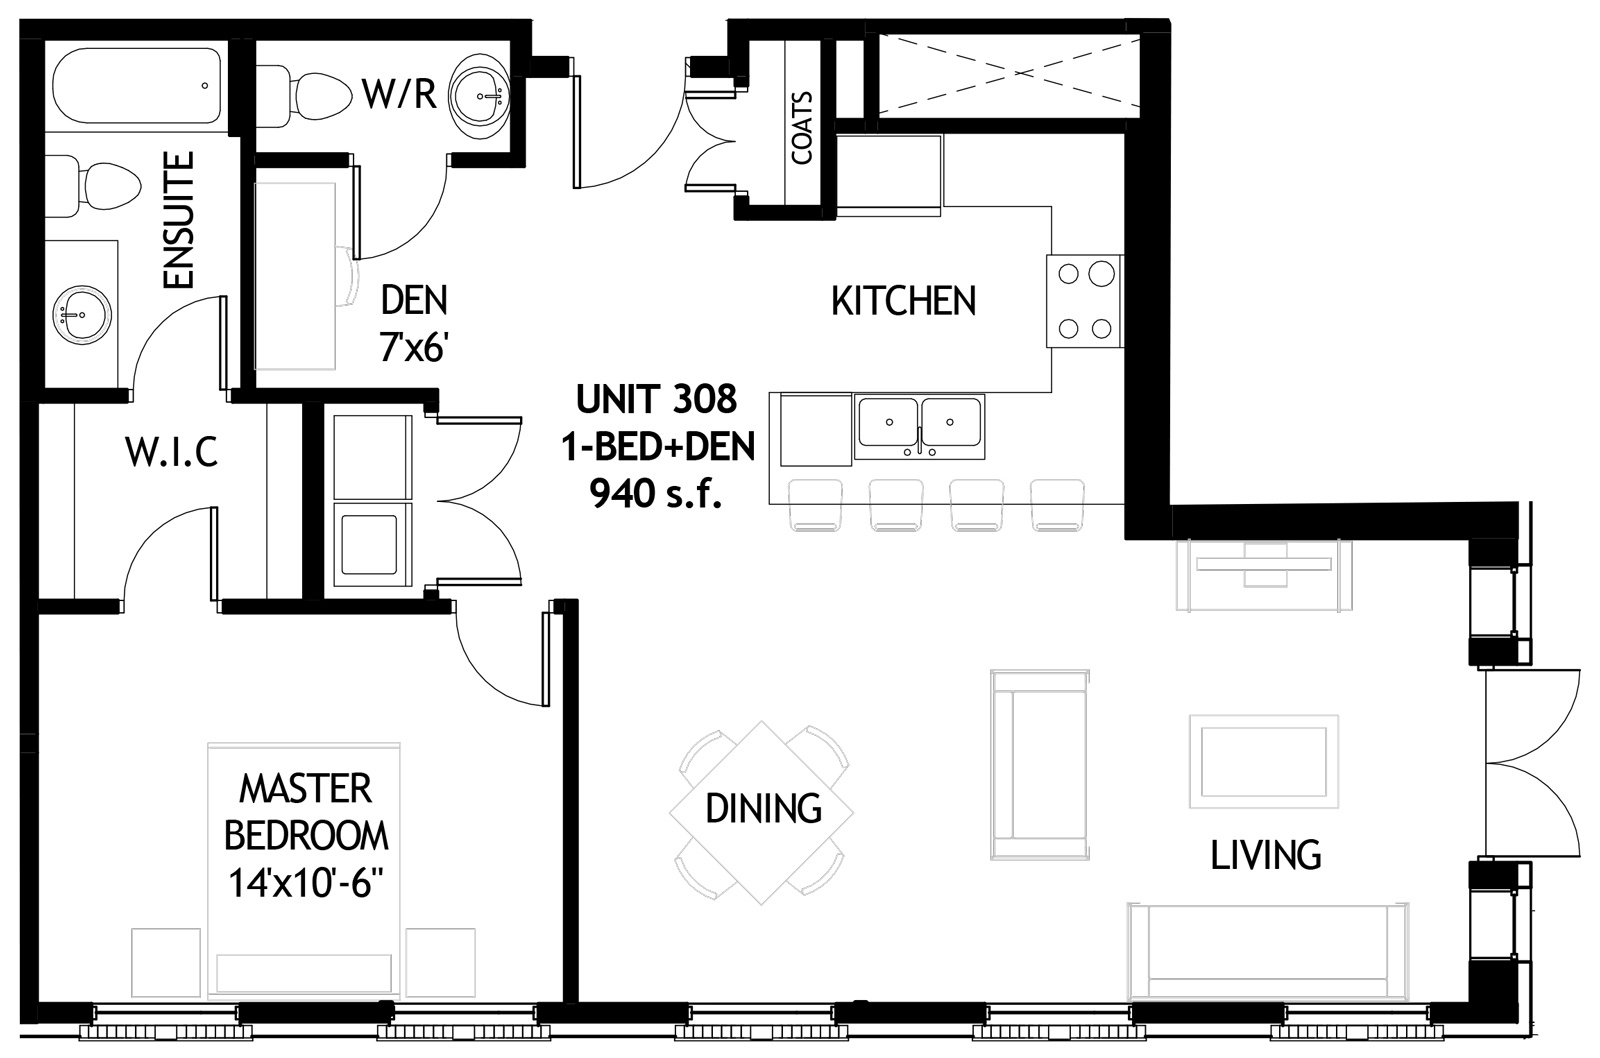 W/R
COATS
ENSUITE
DEN
7'x6'
KITCHEN
UNIT 308
1-BED+DEN
940 s.f.
W.I.C
MASTER
BEDROOM
14'x10'-6"
DINING
LIVING